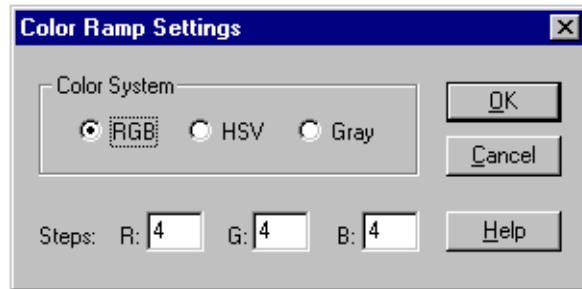 Color Ramp Settings
Color System
RGB HSV Gray
OK
Cancel
Steps: R: 4 G: 4 B: 4
Help